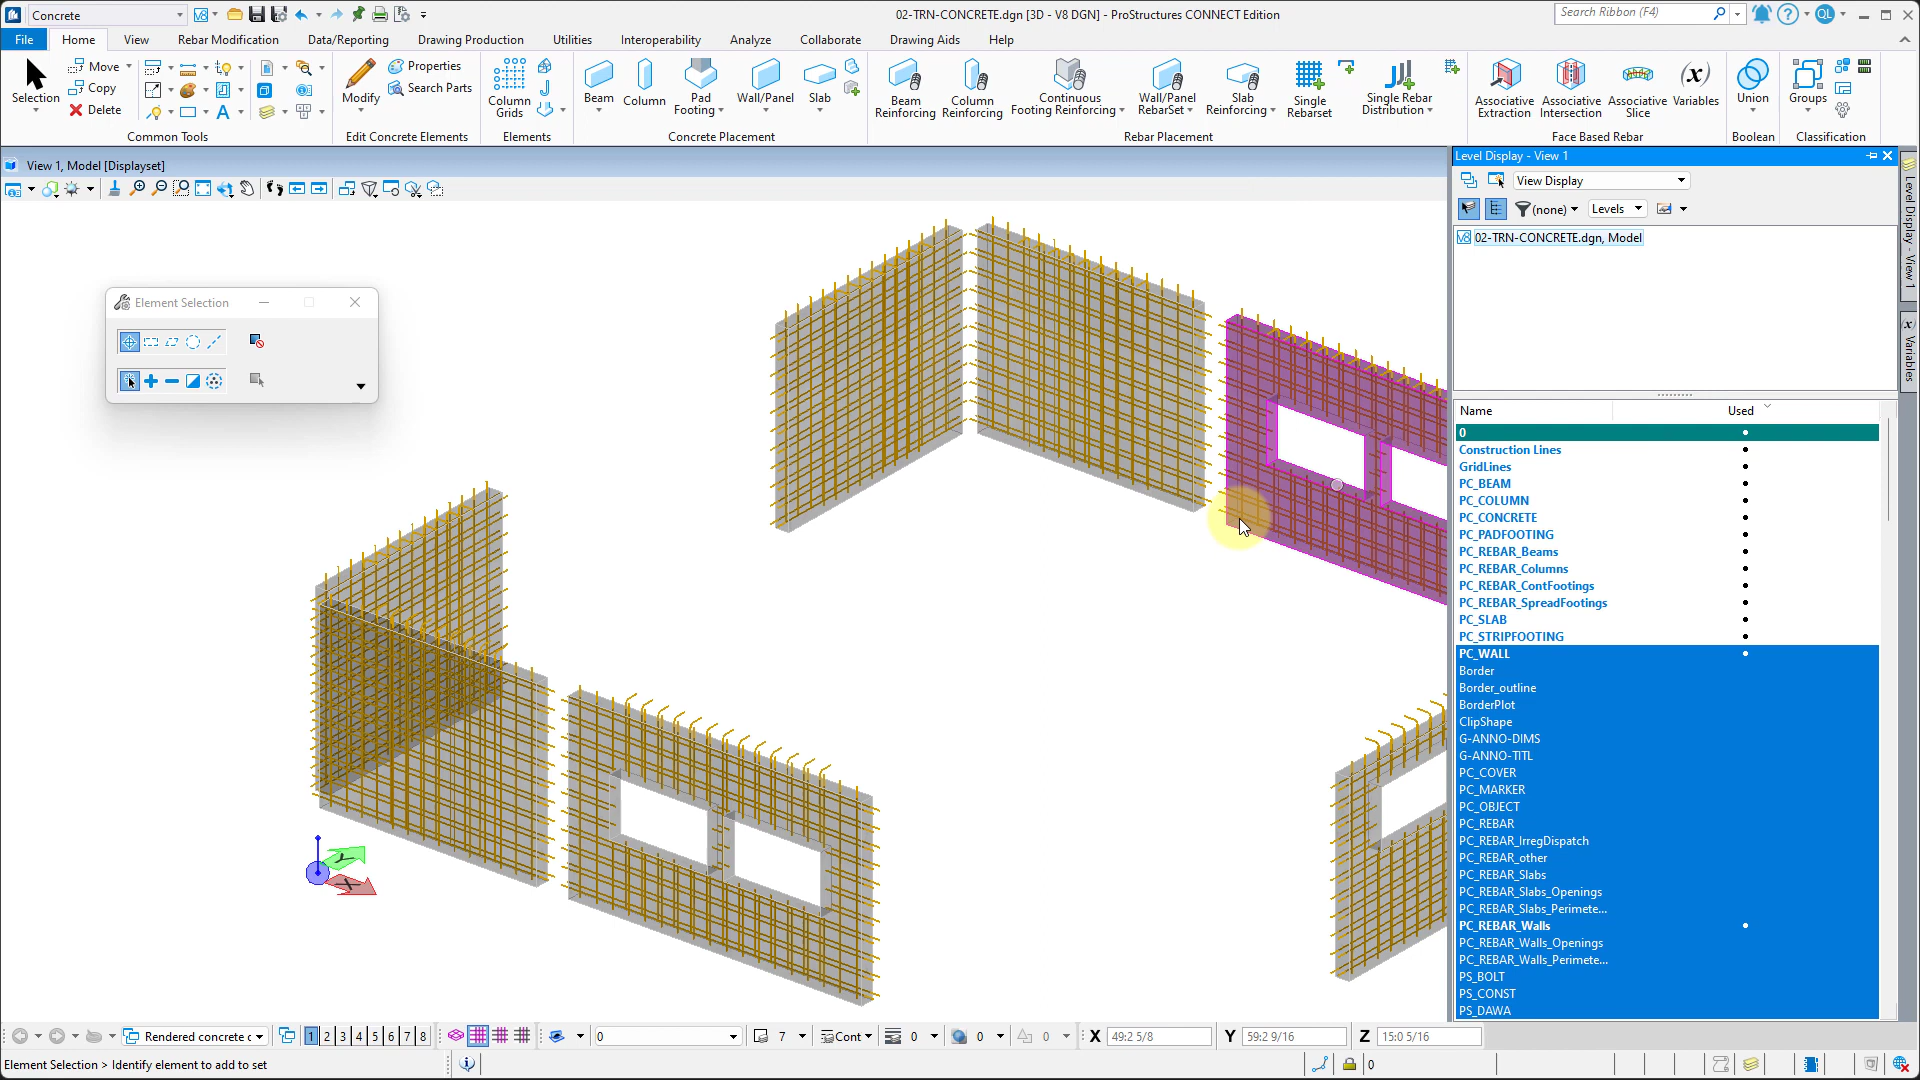 Concrete
02-TRN-CONCRETE.dgn [3D - V8 DGN] - ProStructures CONNECT Edition
Search Ribbon (F4)
QL
File Home View Rebar Modification Data/Reporting Drawing Production Utilities Interoperability Analyze Collaborate Drawing Aids Help
Selection
Move
Copy
Delete
Common Tools
Modify
Properties
Search Parts
Edit Concrete Elements
Column Grids
Elements
Beam
Column
Pad Footing
Wall/Panel
Slab
Concrete Placement
Beam Reinforcing
Column Reinforcing
Continuous Footing Reinforcing
Wall/Panel RebarSet
Slab Reinforcing
Single Rebarset
Single Rebar Distribution
Rebar Placement
Associative Extraction
Associative Intersection
Associative Slice
Variables
Face Based Rebar
Union
Boolean
Groups
Classification
View 1, Model [Displayset]
Element Selection
Y
X
Level Display - View 1
View Display
(none)
Levels
02-TRN-CONCRETE.dgn, Model
Name Used
0
Construction Lines
GridLines
PC_BEAM
PC_COLUMN
PC_CONCRETE
PC_PADFOOTING
PC_REBAR_Beams
PC_REBAR_Columns
PC_REBAR_ContFootings
PC_REBAR_SpreadFootings
PC_SLAB
PC_STRIPFOOTING
PC_WALL
Border
Border_outline
BorderPlot
ClipShape
G-ANNO-DIMS
G-ANNO-TITL
PC_COVER
PC_MARKER
PC_OBJECT
PC_REBAR
PC_REBAR_IrregDispatch
PC_REBAR_other
PC_REBAR_Slabs
PC_REBAR_Slabs_Openings
PC_REBAR_Slabs_Perimete...
PC_REBAR_Walls
PC_REBAR_Walls_Openings
PC_REBAR_Walls_Perimete...
PS_BOLT
PS_CONST
PS_DAWA
Level Display - View 1
(x) Variables
Rendered concrete c
1 2 3 4 5 6 7 8
0
7
Cont
0
0
0
X 49:2 5/8
Y 59:2 9/16
Z 15:0 5/16
Element Selection > Identify element to add to set
0